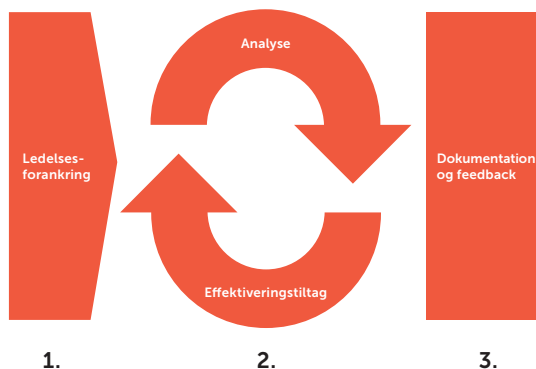 Analyse
Ledelses-
forankring
Dokumentation
og feedback
Effektiveringstiltag
1.
2.
3.